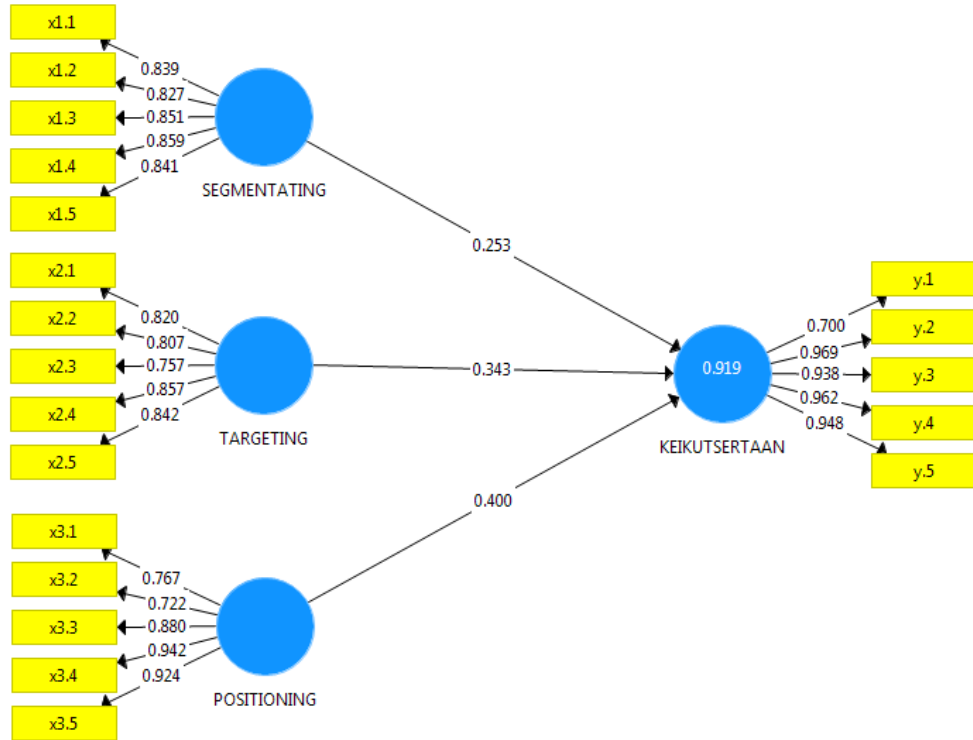 x1.1
x1.2
x1.3
x1.4
x1.5
0.839
0.827
0.851
0.859
0.841
SEGMENTATING
0.253
x2.1
x2.2
x2.3
x2.4
x2.5
0.820
0.807
0.757
0.857
0.842
TARGETING
0.343
x3.1
x3.2
x3.3
x3.4
x3.5
0.767
0.722
0.880
0.942
0.924
POSITIONING
0.400
0.919
KEIKUTSERTAAN
0.700
0.969
0.938
0.962
0.948
y.1
y.2
y.3
y.4
y.5